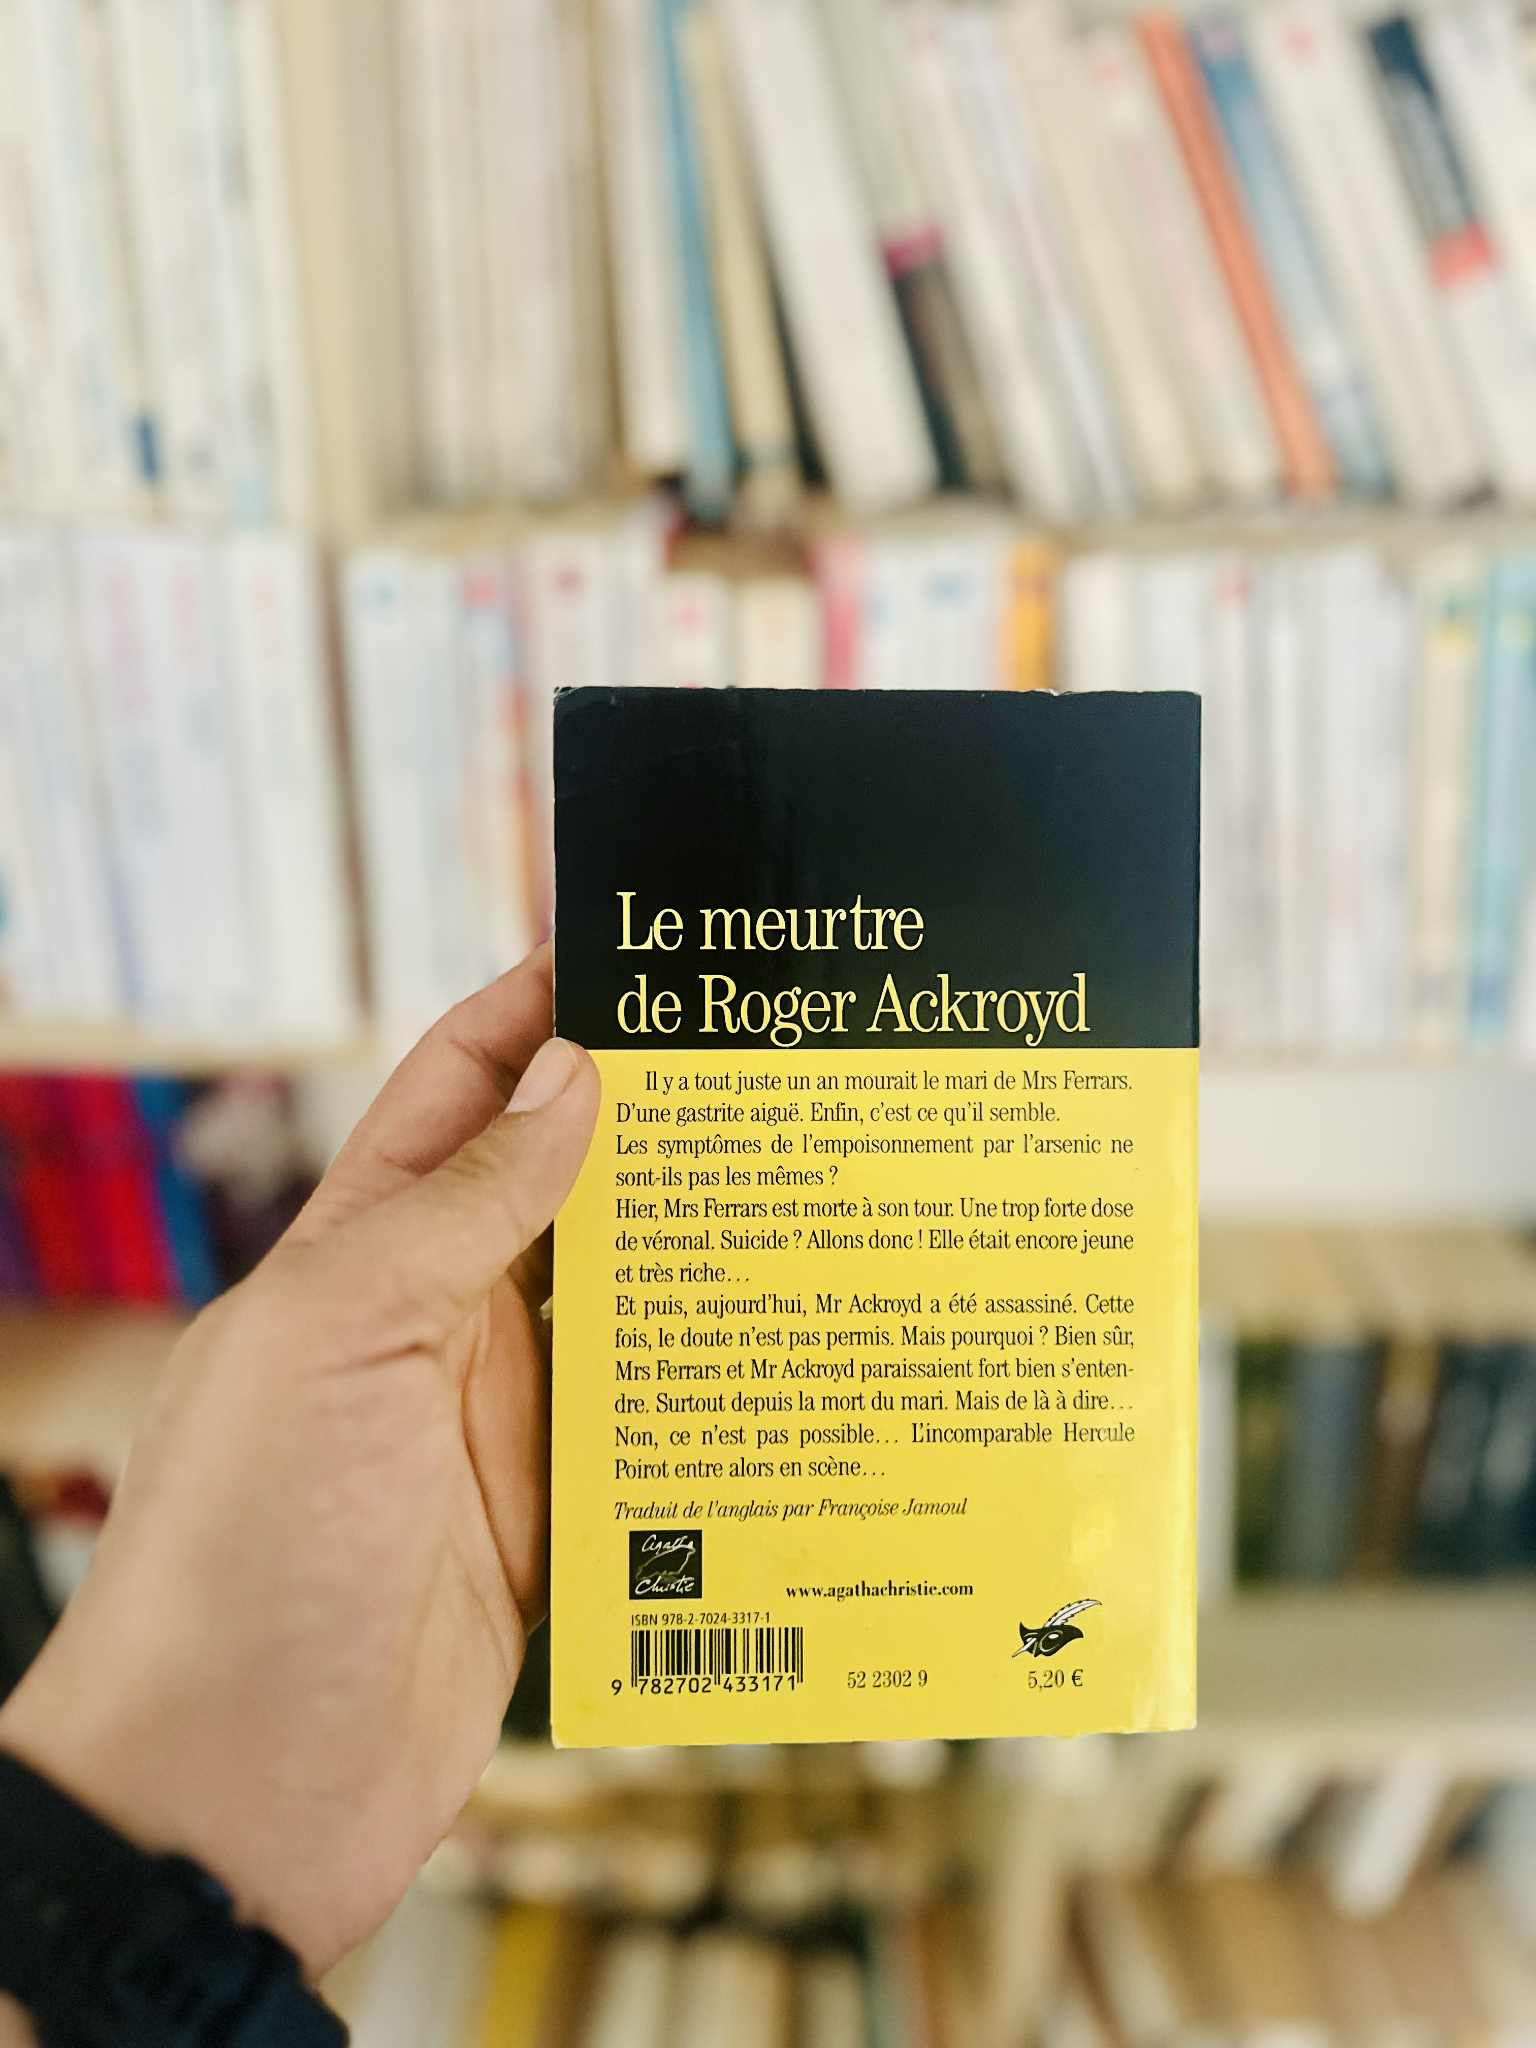 Le meurtre
de Roger Ackroyd
Il y a tout juste un an mourait le mari de Mrs Ferrars.
D'une gastrite aiguë. Enfin, c'est ce qu'il semble.
Les symptômes de l'empoisonnement par l'arsenic ne
sont-ils pas les mêmes ?
Hier, Mrs Ferrars est morte à son tour. Une trop forte dose
de véronal. Suicide ? Allons donc ! Elle était encore jeune
et très riche…
Et puis, aujourd'hui, Mr Ackroyd a été assassiné. Cette
fois, le doute n'est pas permis. Mais pourquoi ? Bien sûr,
Mrs Ferrars et Mr Ackroyd paraissaient fort bien s'enten-
dre. Surtout depuis la mort du mari. Mais de là à dire…
Non, ce n'est pas possible… L'incomparable Hercule
Poirot entre alors en scène…
Traduit de l'anglais par Françoise Jamoul
Agatha
Christie
www.agathachristie.com
ISBN 978-2-7024-3317-1
9 782702 433171
52 2302 9
5,20 €